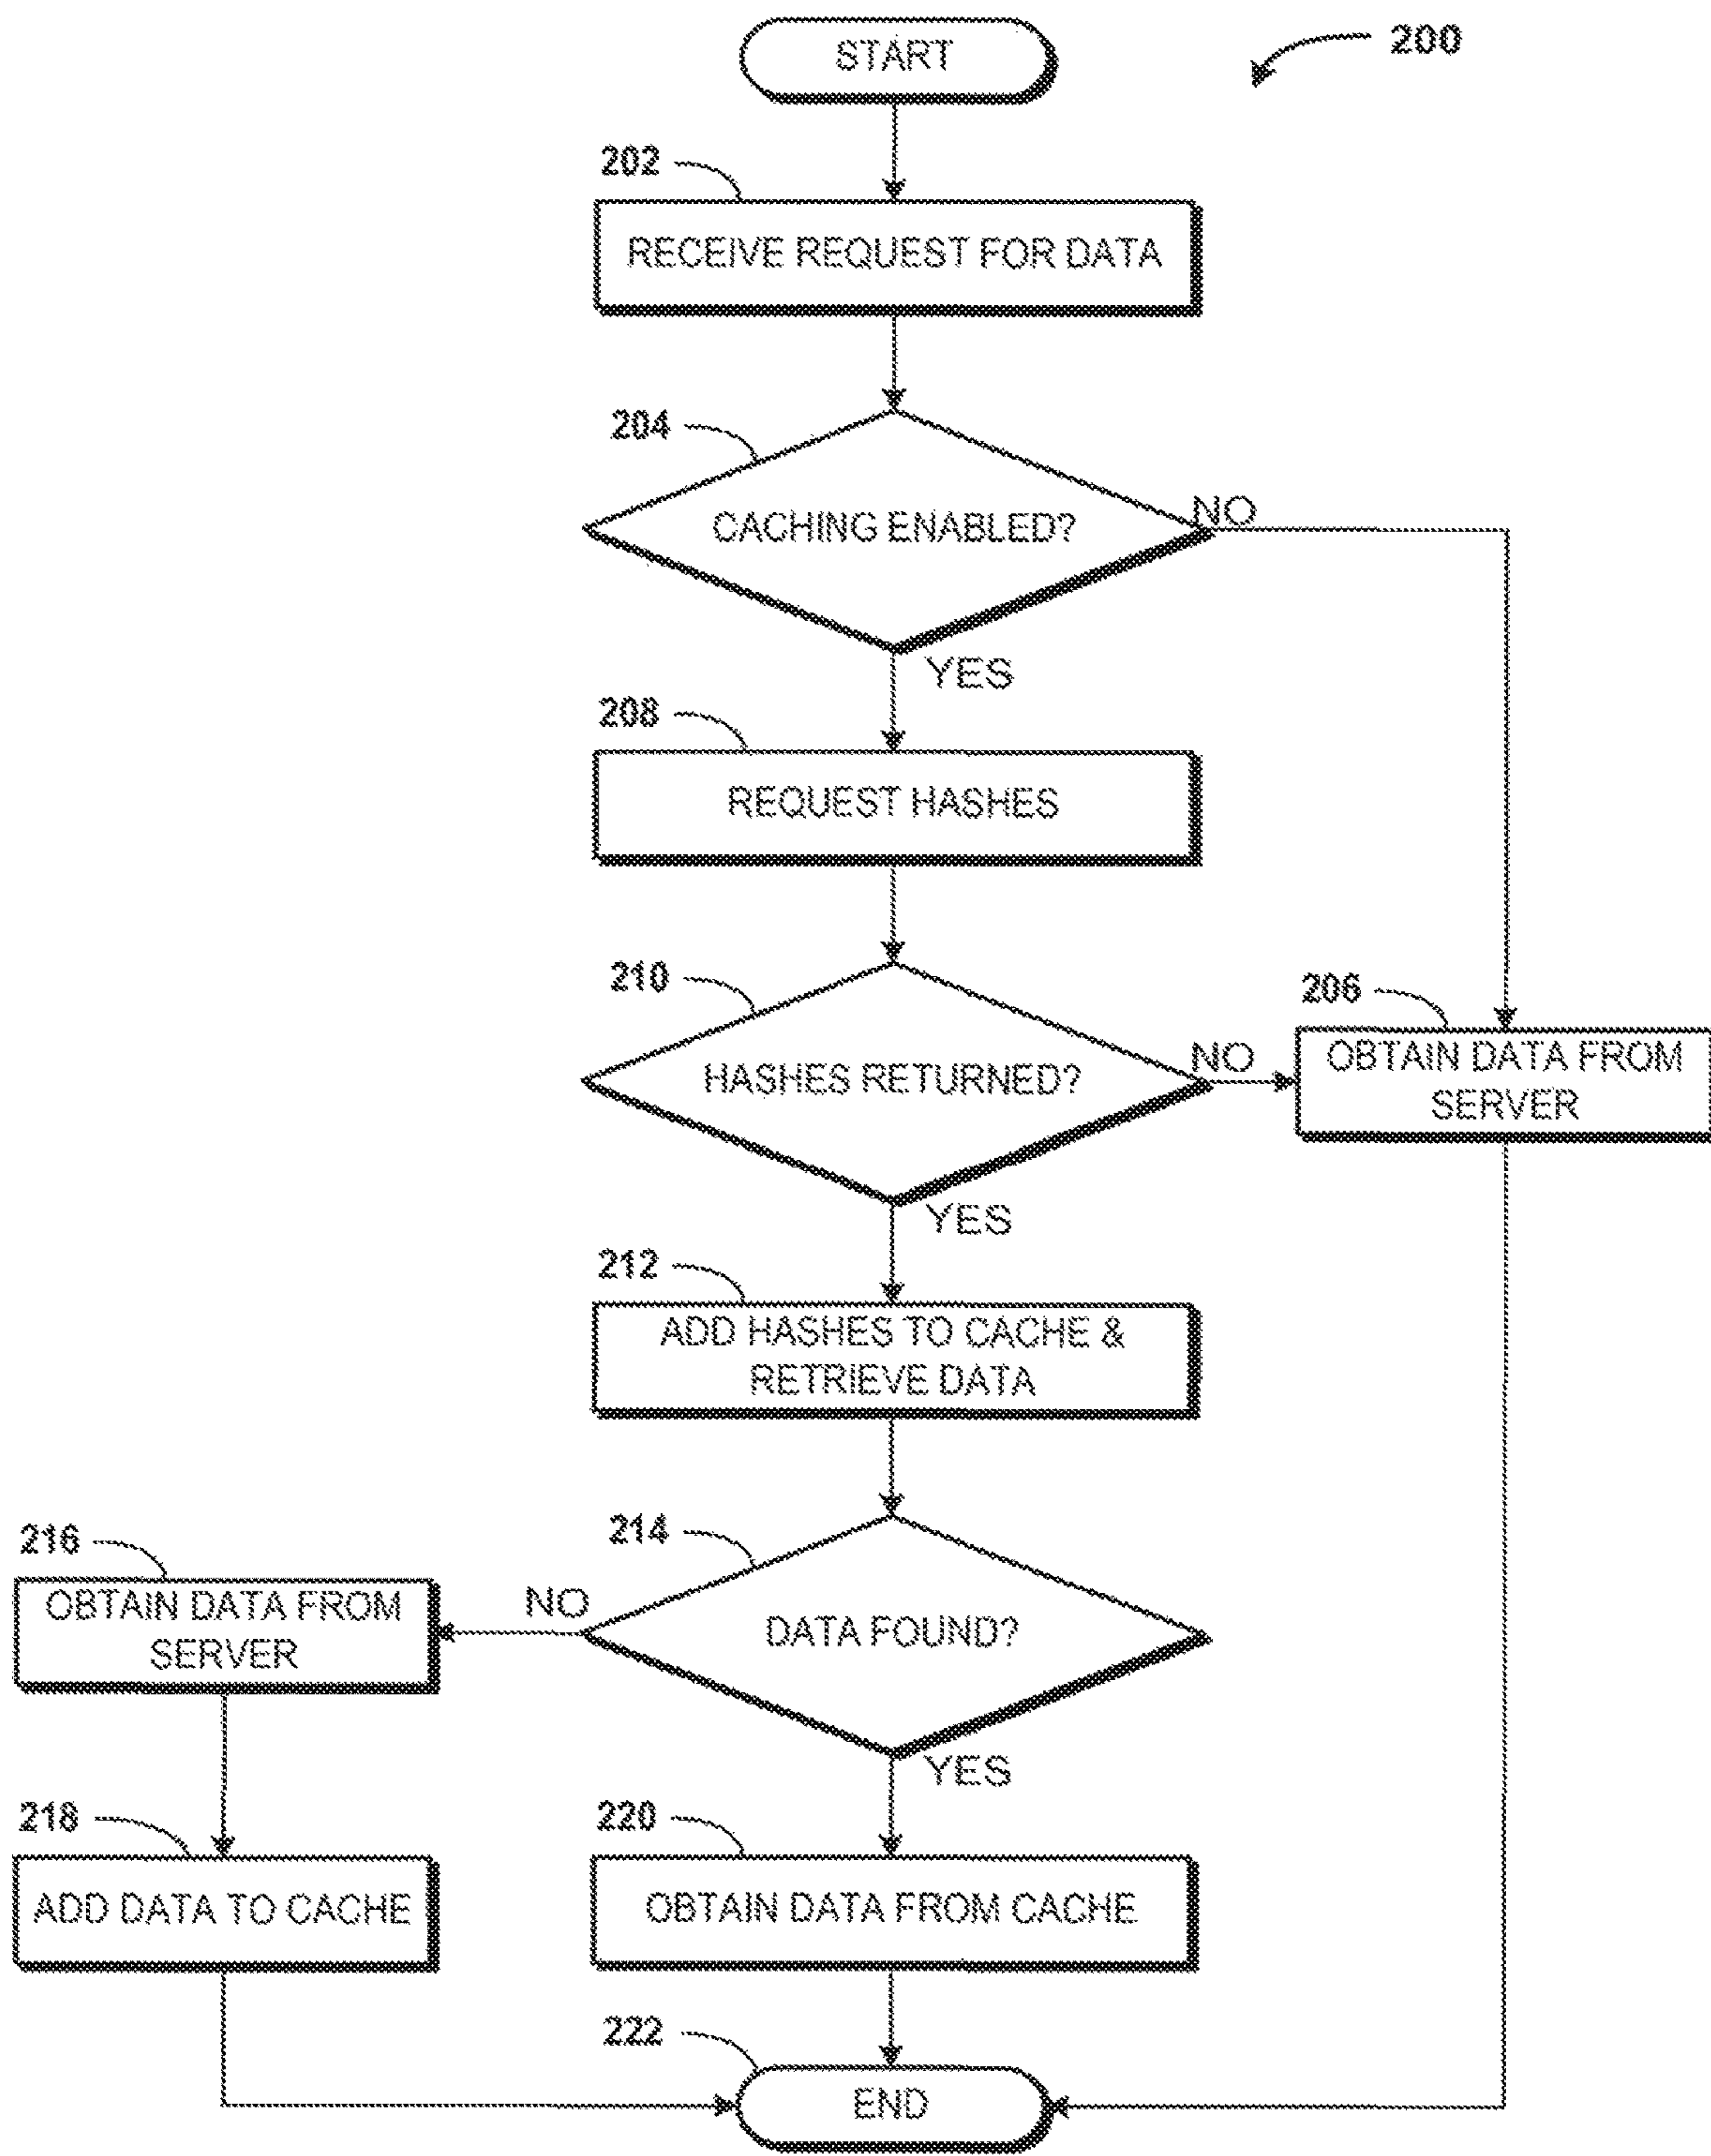 START
200
202
RECEIVE REQUEST FOR DATA
204
CACHING ENABLED?
NO
YES
208
REQUEST HASHES
210
HASHES RETURNED?
NO
206
OBTAIN DATA FROM
SERVER
YES
212
ADD HASHES TO CACHE &
RETRIEVE DATA
214
DATA FOUND?
NO
216
OBTAIN DATA FROM
SERVER
YES
218
ADD DATA TO CACHE
220
OBTAIN DATA FROM CACHE
222
END